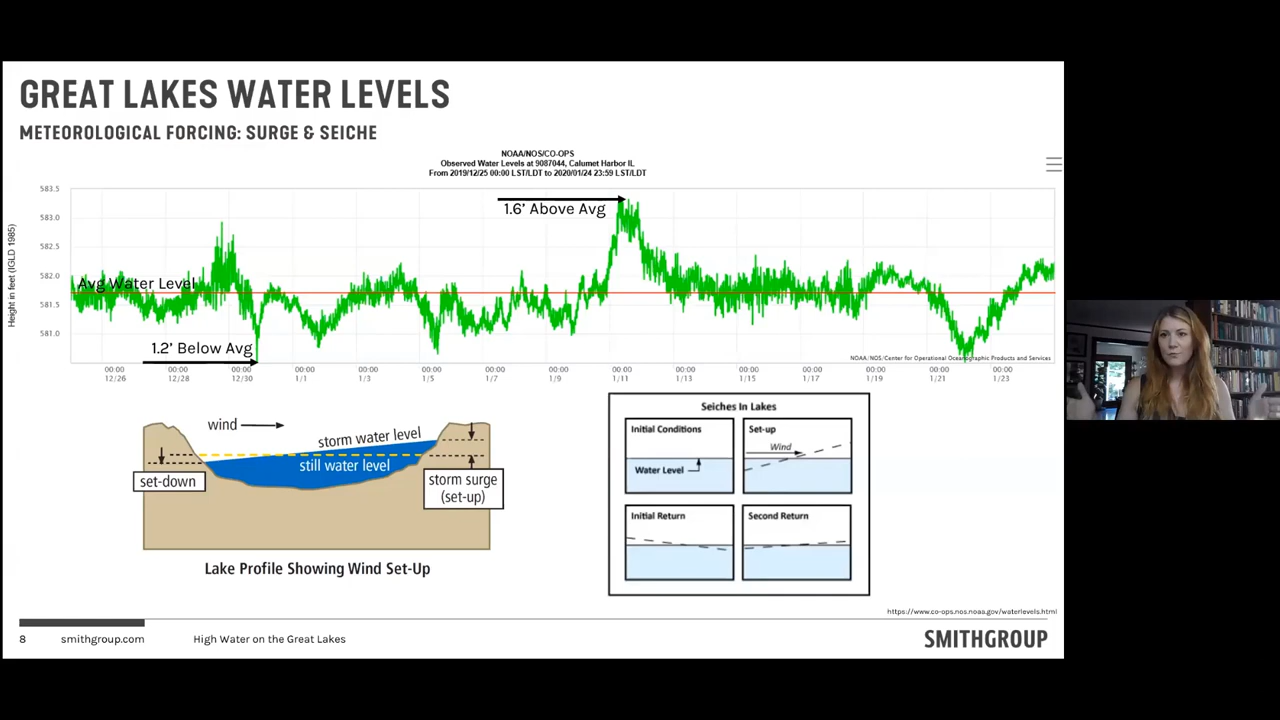 GREAT LAKES WATER LEVELS
METEOROLOGICAL FORCING: SURGE & SEICHE
NOAA/NOS/CO-OPS
Observed Water Levels at 9087044, Calumet Harbor IL
From 2019/12/25 00:00 LST/LDT to 2020/01/24 23:59 LST/LDT
Height in feet (IGLD 1985)
583.5
583.0
582.5
582.0
581.5
581.0
1.6' Above Avg
Avg Water Level
1.2' Below Avg
NOAA/NOS/Center for Operational Oceanographic Products and Services
00:00 00:00 00:00 00:00 00:00 00:00 00:00 00:00 00:00 00:00 00:00 00:00 00:00 00:00 00:00
12/26 12/28 12/30 1/1 1/3 1/5 1/7 1/9 1/11 1/13 1/15 1/17 1/19 1/21 1/23
wind
storm water level
still water level
set-down
storm surge
(set-up)
Lake Profile Showing Wind Set-Up
Seiches In Lakes
Initial Conditions
Water Level
Set-up
Wind
Initial Return
Second Return
https://www.co-ops.nos.noaa.gov/waterlevels.html
8 smithgroup.com High Water on the Great Lakes
SMITHGROUP